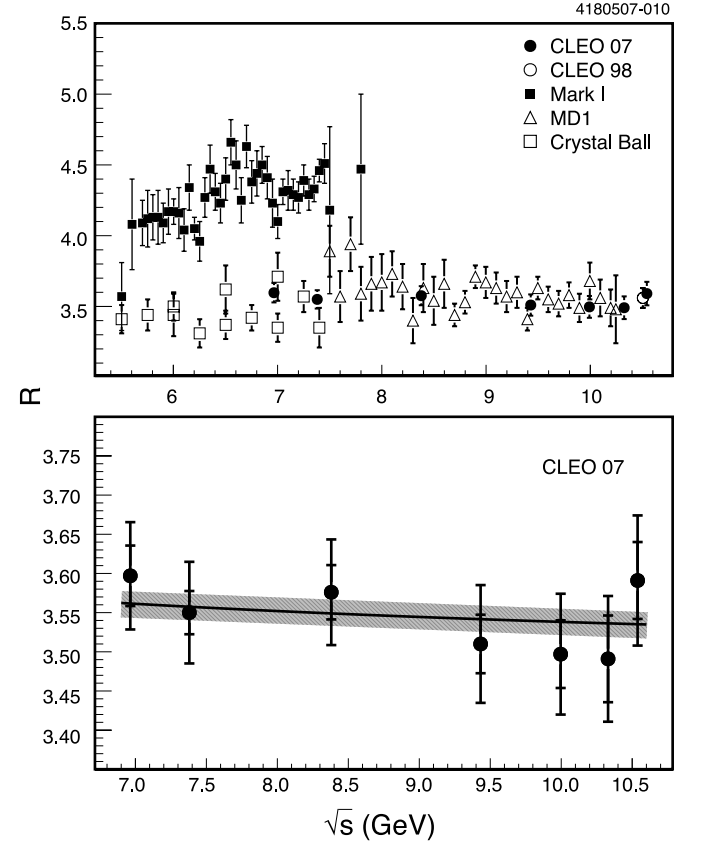 4180507-010
5.5
5.0
4.5
4.0
3.5
CLEO 07
CLEO 98
Mark I
MD1
Crystal Ball
6 7 8 9 10
R
CLEO 07
3.75
3.70
3.65
3.60
3.55
3.50
3.45
3.40
7.0 7.5 8.0 8.5 9.0 9.5 10.0 10.5
√s (GeV)